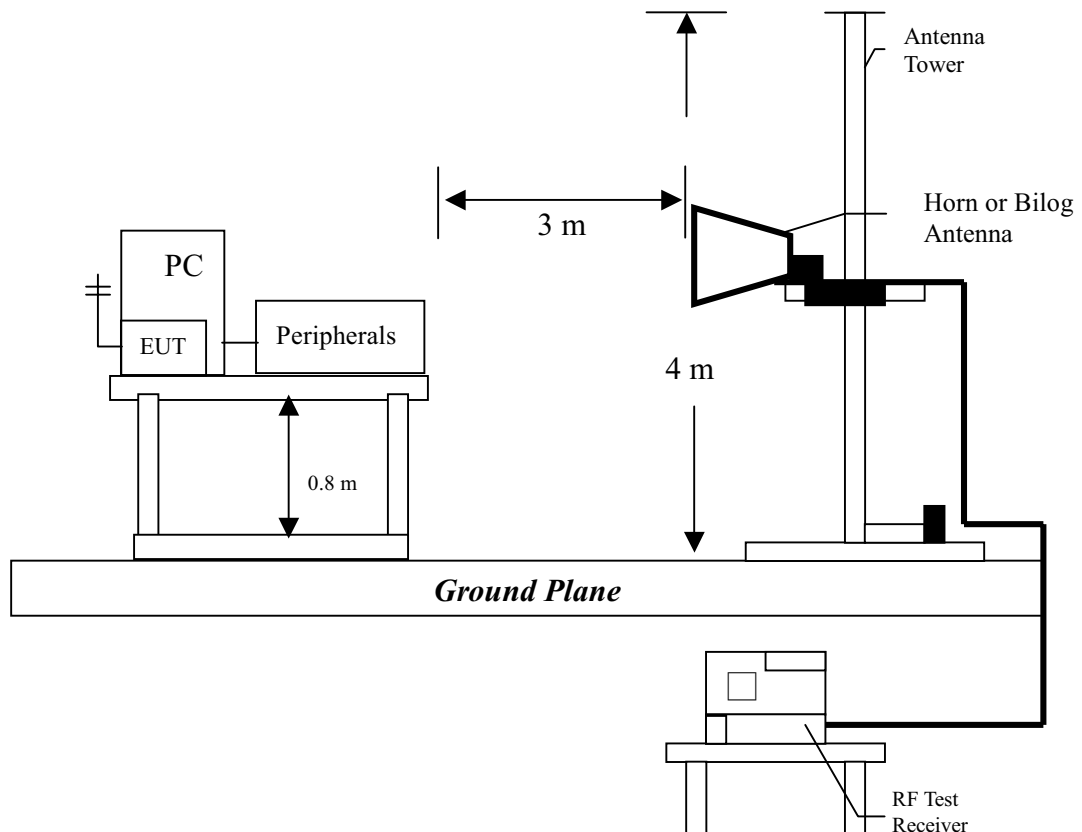 Antenna
Tower
Horn or Bilog
Antenna
3 m
PC
EUT
Peripherals
4 m
0.8 m
Ground Plane
RF Test
Receiver